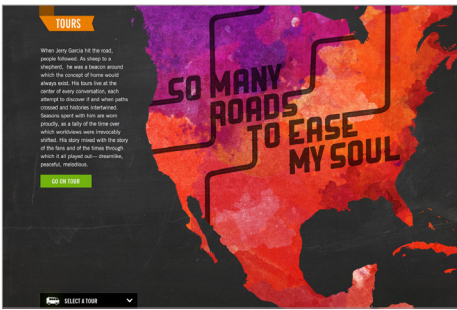 TOURS
When Jerry Garcia hit the road,
people followed. As sheep to a
shepherd, he was a beacon around
which the concept of home would
always exist. His tours live at the
center of every conversation, each
attempt to discover if and when paths
crossed and histories intertwined.
Seasons spent with him are worn
proudly, as a tally of the time over
which worldviews were irrevocably
shifted. His story mixed with the story
of the fans and of the times through
which it all played out— dreamlike,
peaceful, melodious.
GO ON TOUR
SO MANY
ROADS
TO EASE
MY SOUL
SELECT A TOUR